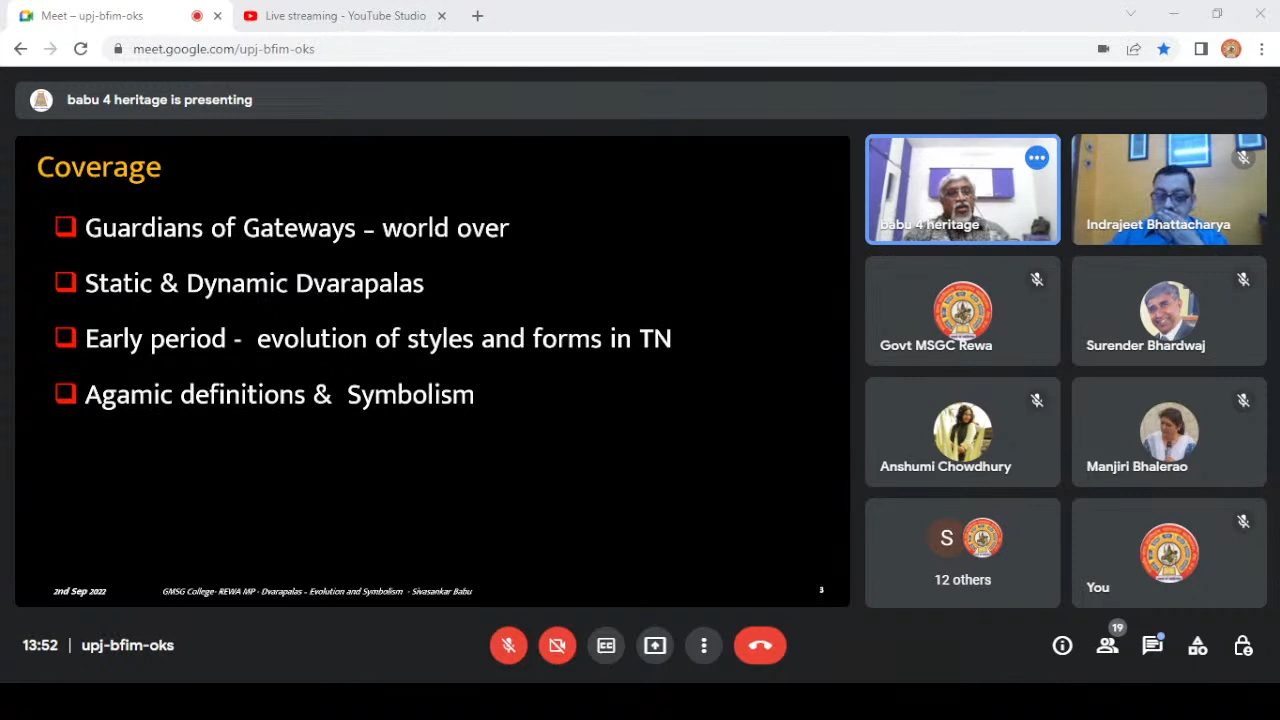 Meet – upj-bfim-oks
Live streaming - YouTube Studio
meet.google.com/upj-bfim-oks
babu 4 heritage is presenting
Coverage
Guardians of Gateways – world over
Static & Dynamic Dvarapalas
Early period - evolution of styles and forms in TN
Agamic definitions & Symbolism
2nd Sep 2022
GMSG College- REWA MP - Dvarapalas – Evolution and Symbolism - Sivasankar Babu
3
babu 4 heritage
Indrajeet Bhattacharya
Govt MSGC Rewa
Surender Bhardwaj
Anshumi Chowdhury
Manjiri Bhalerao
S
12 others
You
13:52 | upj-bfim-oks
CC
19